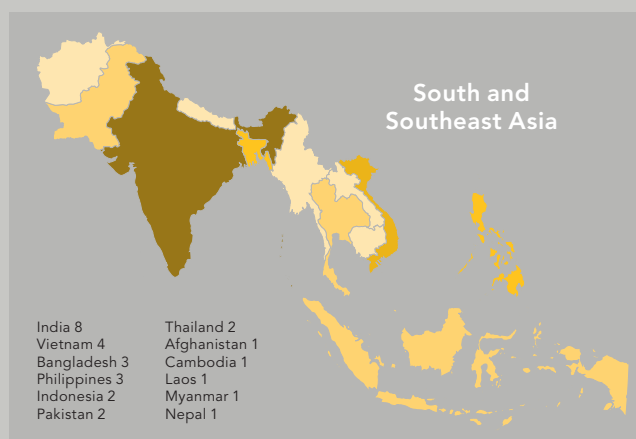 South and
Southeast Asia
India 8
Vietnam 4
Bangladesh 3
Philippines 3
Indonesia 2
Pakistan 2
Thailand 2
Afghanistan 1
Cambodia 1
Laos 1
Myanmar 1
Nepal 1